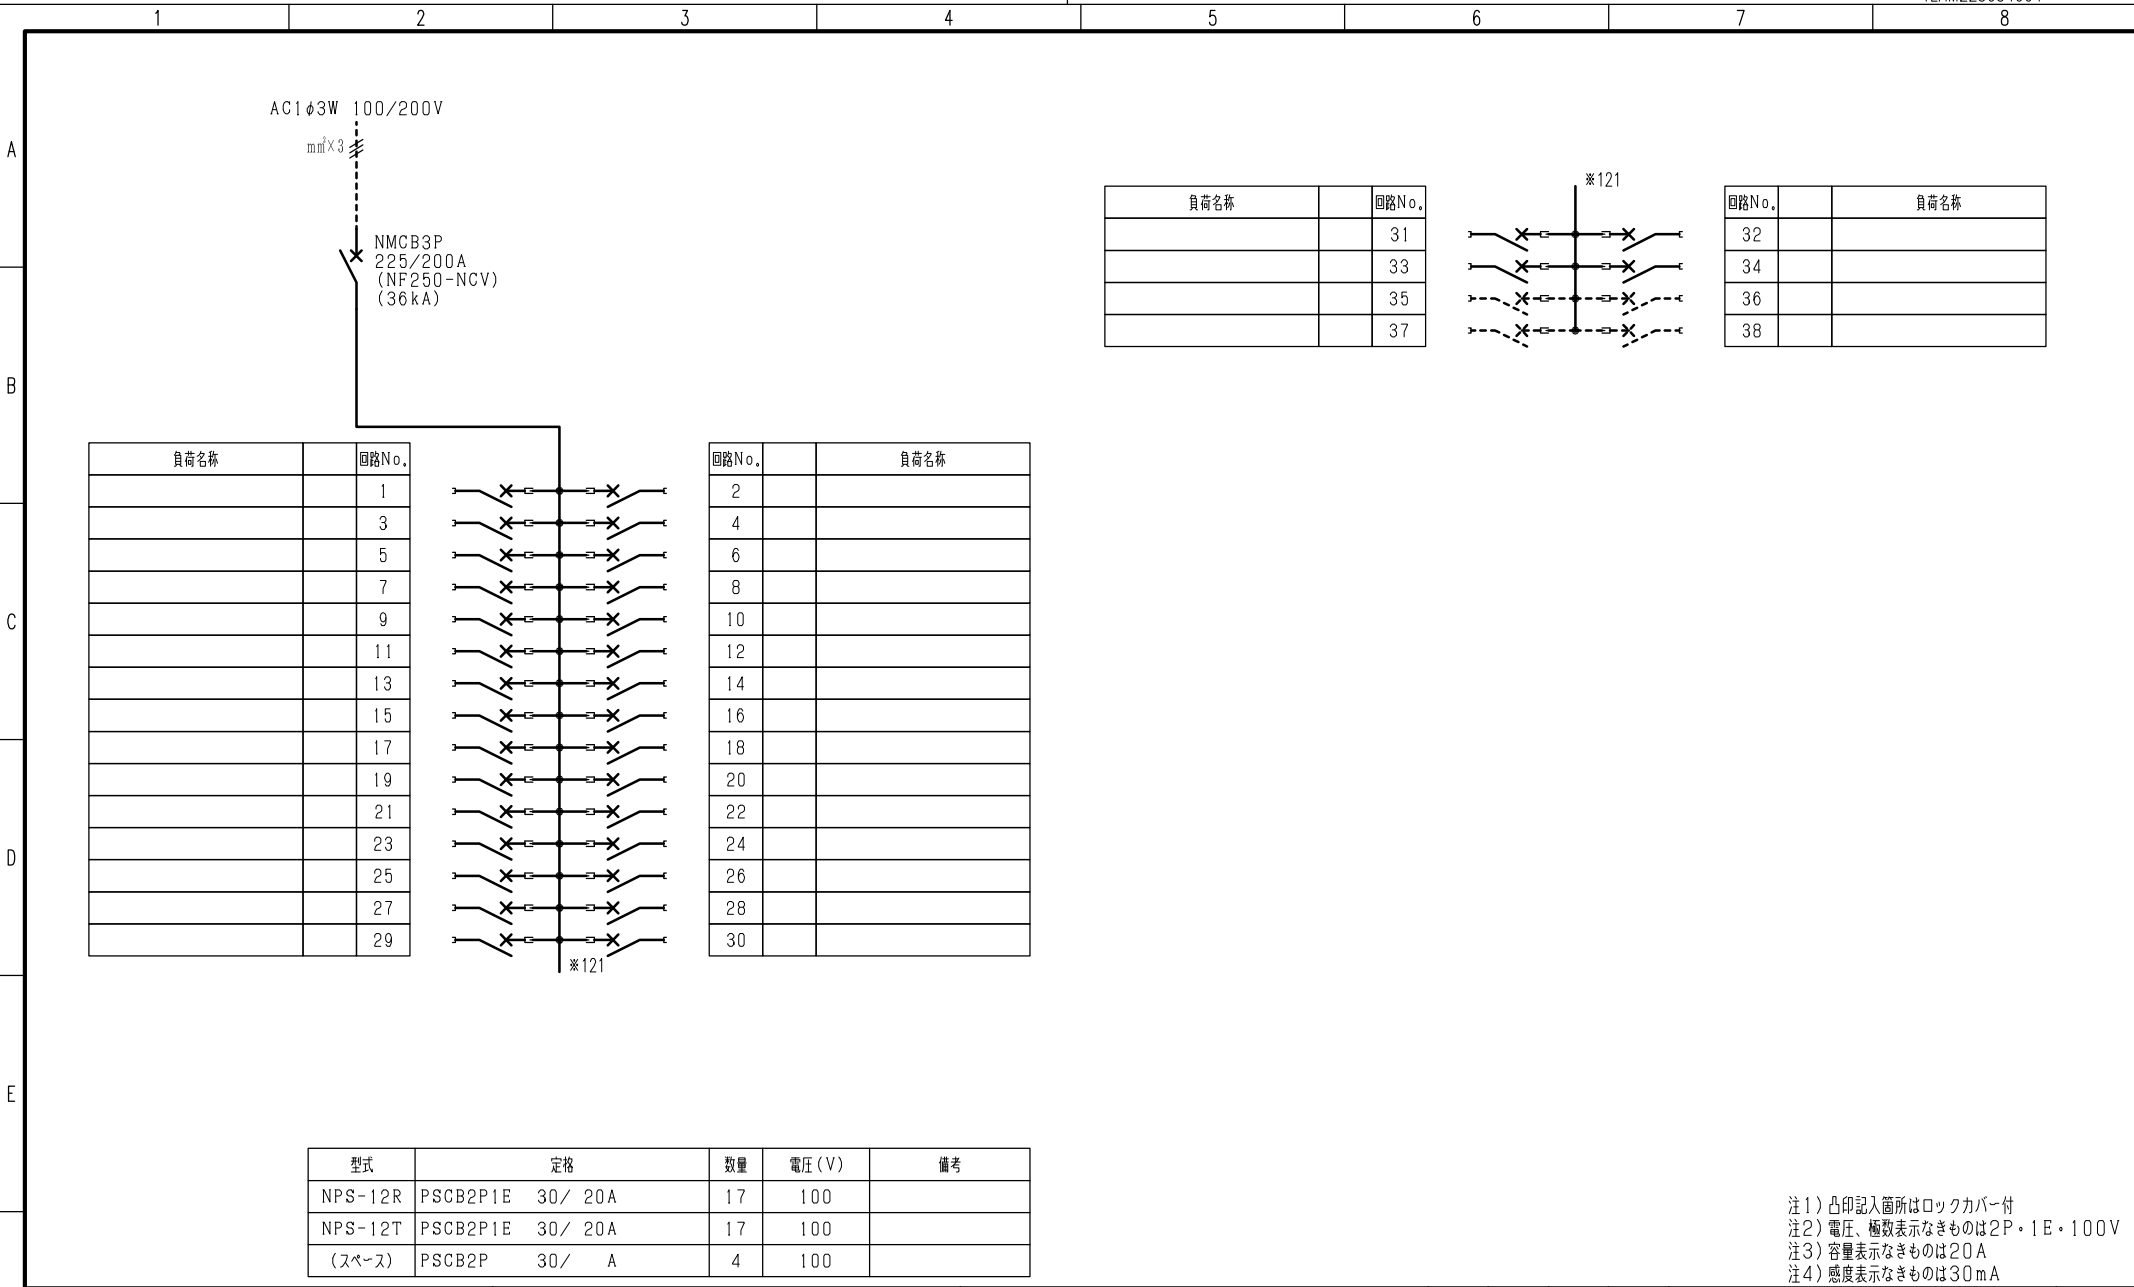 1 2 3 4 5 6 7 8
A
B
C
D
E
AC1φ3W 100/200V
mm²×3
NMCB3P
225/200A
(NF250-NCV)
(36kA)
※121
負荷名称 回路No. 回路No. 負荷名称
31 32
33 34
35 36
37 38
負荷名称 回路No. 回路No. 負荷名称
1 2
3 4
5 6
7 8
9 10
11 12
13 14
15 16
17 18
19 20
21 22
23 24
25 26
27 28
29 30
※121
型式 定格 数量 電圧(V) 備考
NPS-12R PSCB2P1E 30/ 20A 17 100
NPS-12T PSCB2P1E 30/ 20A 17 100
(スペース) PSCB2P 30/ A 4 100
注1)凸印記入箇所はロックカバー付
注2)電圧、極数表示なきものは2P・1E・100V
注3)容量表示なきものは20A
注4)感度表示なきものは30mA